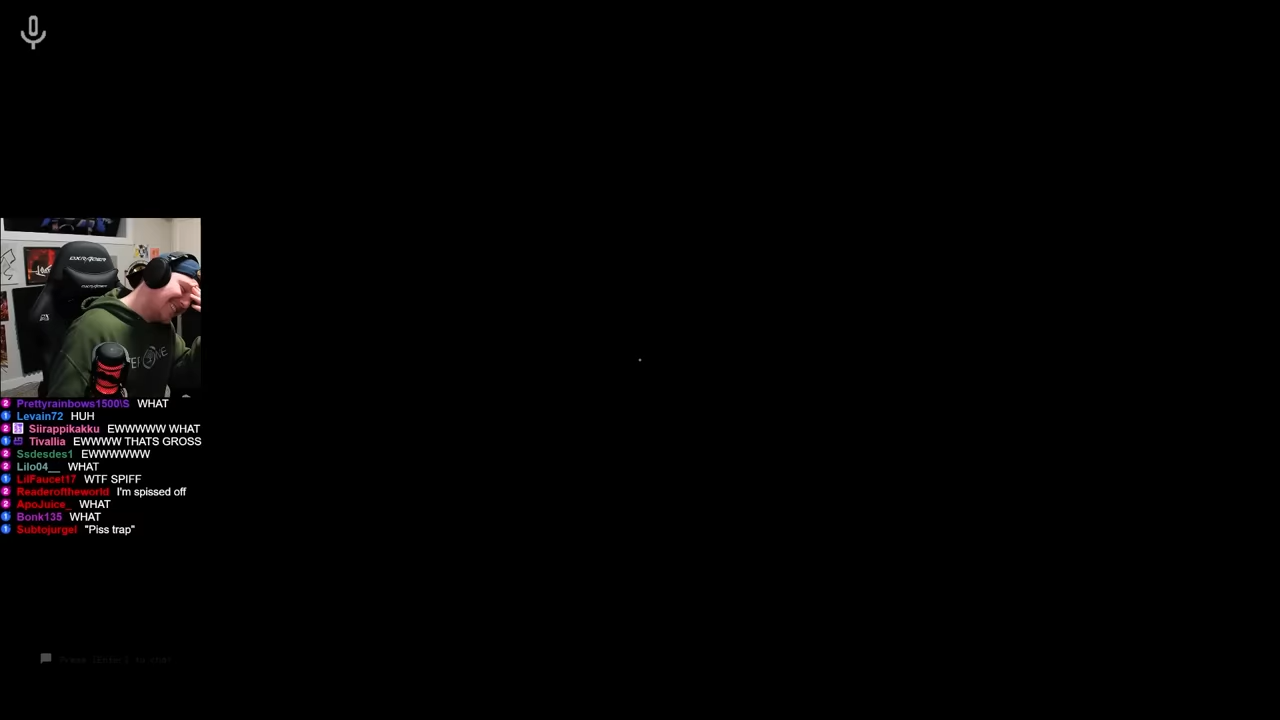 DXRACER
Prettyrainbows1500\S WHAT
Levain72 HUH
Siirappikakku EWWWWW WHAT
Tivallia EWWWW THATS GROSS
Ssdesdes1 EWWWWWW
Lilo04__ WHAT
LilFaucet17 WTF SPIFF
Readeroftheworld I'm spissed off
ApoJuice_ WHAT
Bonk135 WHAT
Subtojurgel "Piss trap"